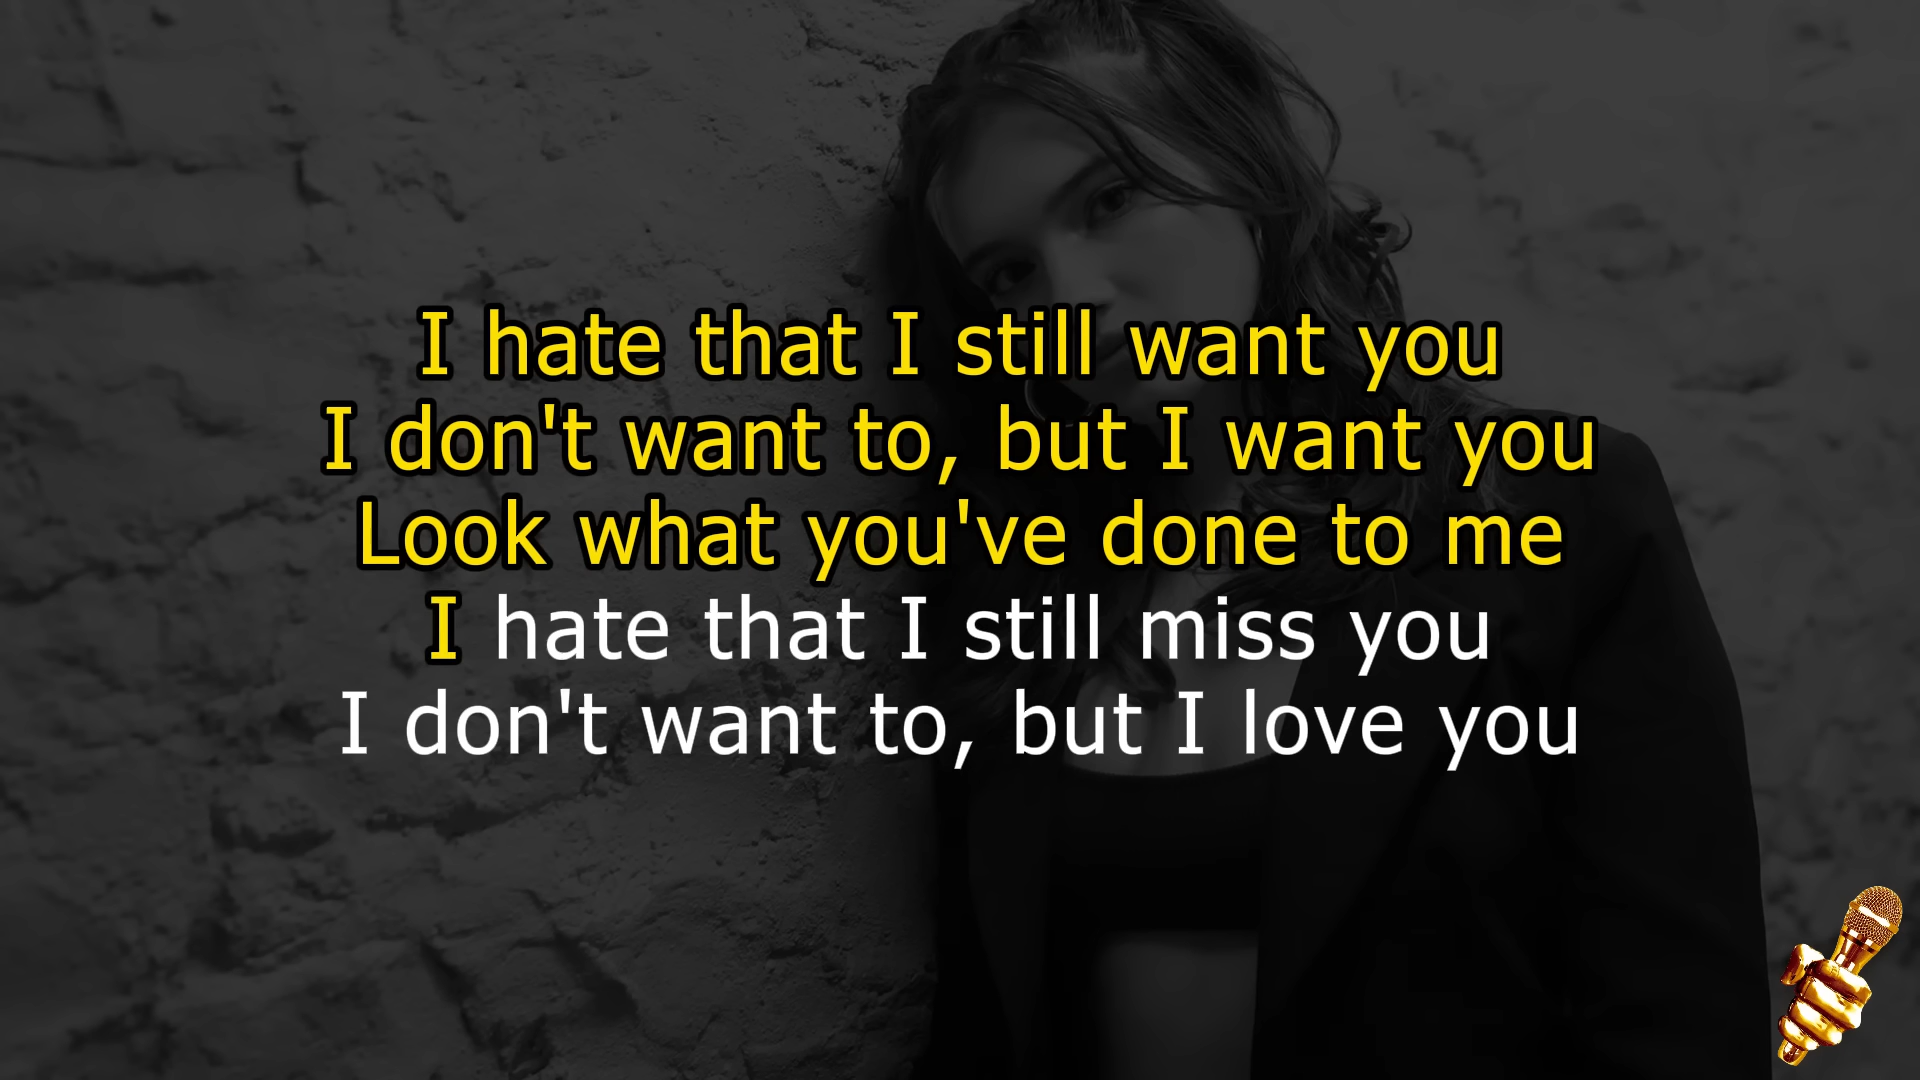 I hate that I still want you
I don't want to, but I want you
Look what you've done to me
I hate that I still miss you
I don't want to, but I love you